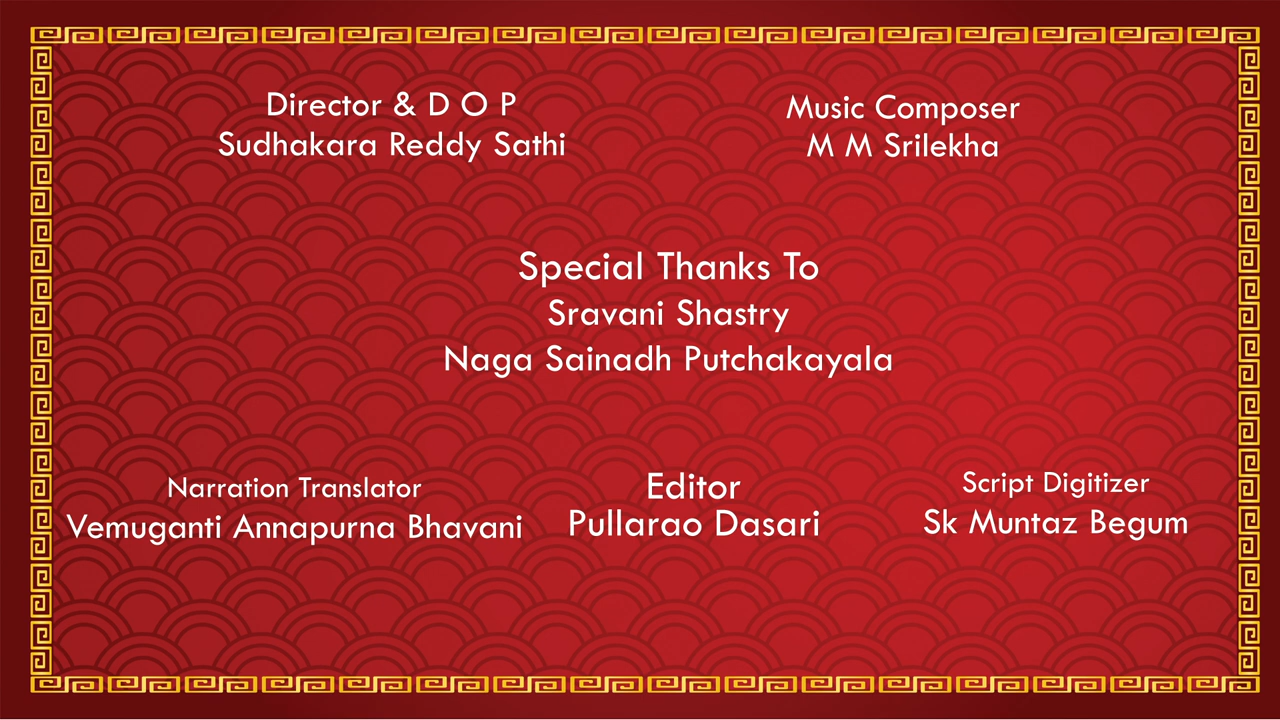 Director & D O P
Sudhakara Reddy Sathi
Music Composer
M M Srilekha
Special Thanks To
Sravani Shastry
Naga Sainadh Putchakayala
Narration Translator
Vemuganti Annapurna Bhavani
Editor
Pullarao Dasari
Script Digitizer
Sk Muntaz Begum